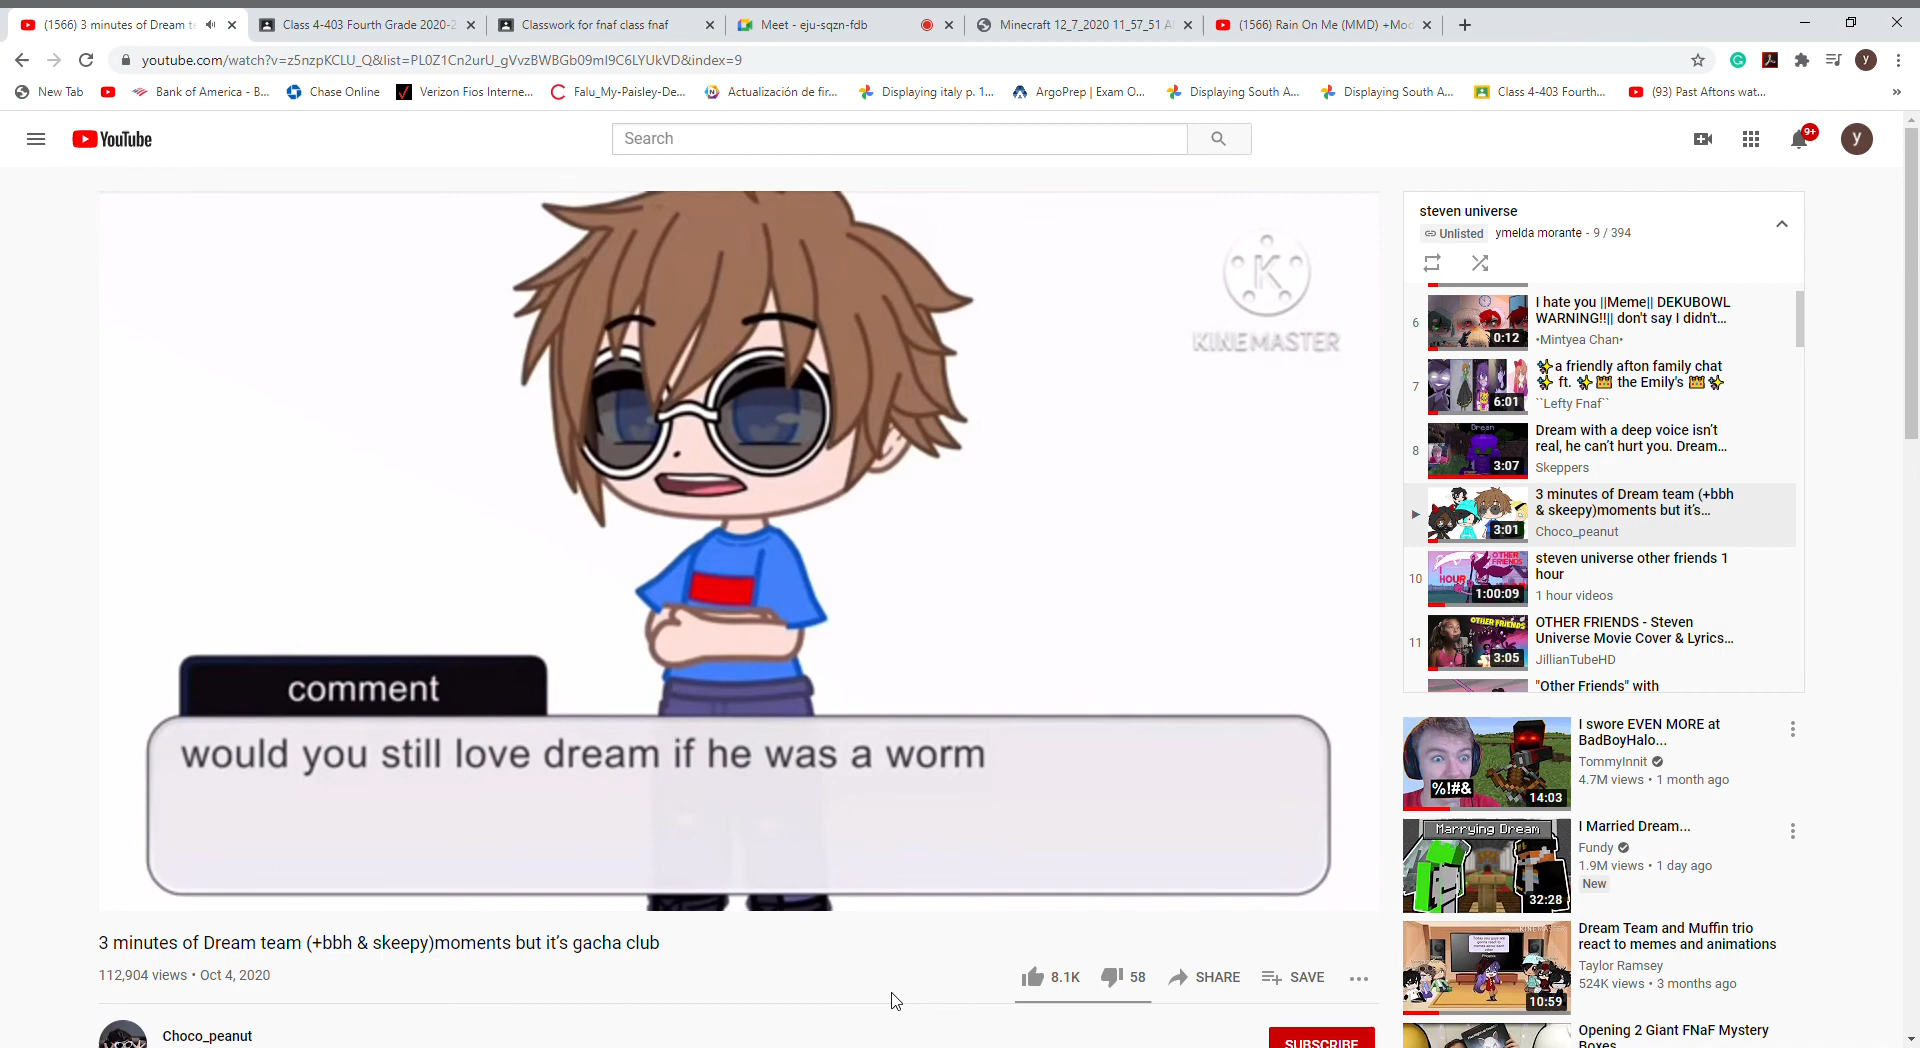 (1566) 3 minutes of Dream te
Class 4-403 Fourth Grade 2020-2
Classwork for fnaf class fnaf
Meet - eju-sqzn-fdb
Minecraft 12_7_2020 11_57_51 A
(1566) Rain On Me (MMD) +Mo
youtube.com/watch?v=z5nzpKCLU_Q&list=PL0Z1Cn2urU_gVvzBWBGb09mI9C6LYUkVD&index=9
y
New Tab
Bank of America - B...
Chase Online
Verizon Fios Interne...
Falu_My-Paisley-De...
Actualización de fir...
Displaying italy p. 1...
ArgoPrep | Exam O...
Displaying South A...
Displaying South A...
Class 4-403 Fourth...
(93) Past Aftons wat...
YouTube
Search
9+
y
K
KINEMASTER
comment
would you still love dream if he was a worm
3 minutes of Dream team (+bbh & skeepy)moments but it's gacha club
112,904 views • Oct 4, 2020
8.1K
58
SHARE
SAVE
Choco_peanut
SUBSCRIBE
steven universe
Unlisted
ymelda morante - 9 / 394
6
0:12
I hate you ||Meme|| DEKUBOWL
WARNING!!|| don't say I didn't...
•Mintyea Chan•
7
6:01
✨a friendly afton family chat
✨ ft. ✨👑 the Emily's 👑✨
``Lefty Fnaf``
8
Dream
3:07
Dream with a deep voice isn't
real, he can't hurt you. Dream...
Skeppers
3:01
3 minutes of Dream team (+bbh
& skeepy)moments but it's...
Choco_peanut
10
OTHER
FRIENDS
1
HOUR
1:00:09
steven universe other friends 1
hour
1 hour videos
11
OTHER FRIENDS
3:05
OTHER FRIENDS - Steven
Universe Movie Cover & Lyrics...
JillianTubeHD
"Other Friends" with
%!#&
14:03
I swore EVEN MORE at
BadBoyHalo...
TommyInnit
4.7M views • 1 month ago
Marrying Dream
32:28
I Married Dream...
Fundy
1.9M views • 1 day ago
New
KINEMASTER
10:59
Dream Team and Muffin trio
react to memes and animations
Taylor Ramsey
524K views • 3 months ago
Opening 2 Giant FNaF Mystery
Boxes